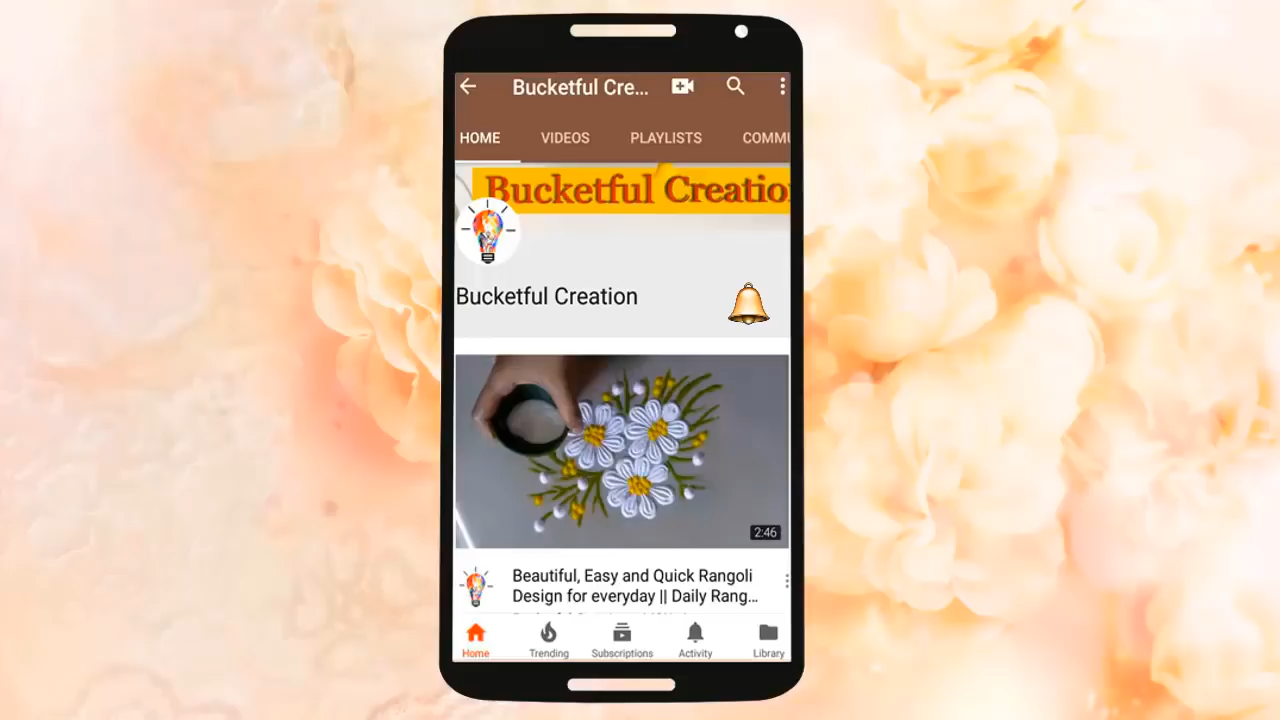 Bucketful Cre...
HOME VIDEOS PLAYLISTS COMMU
Bucketful Creation
Bucketful Creation
2:46
Beautiful, Easy and Quick Rangoli
Design for everyday || Daily Rang...
Home Trending Subscriptions Activity Library